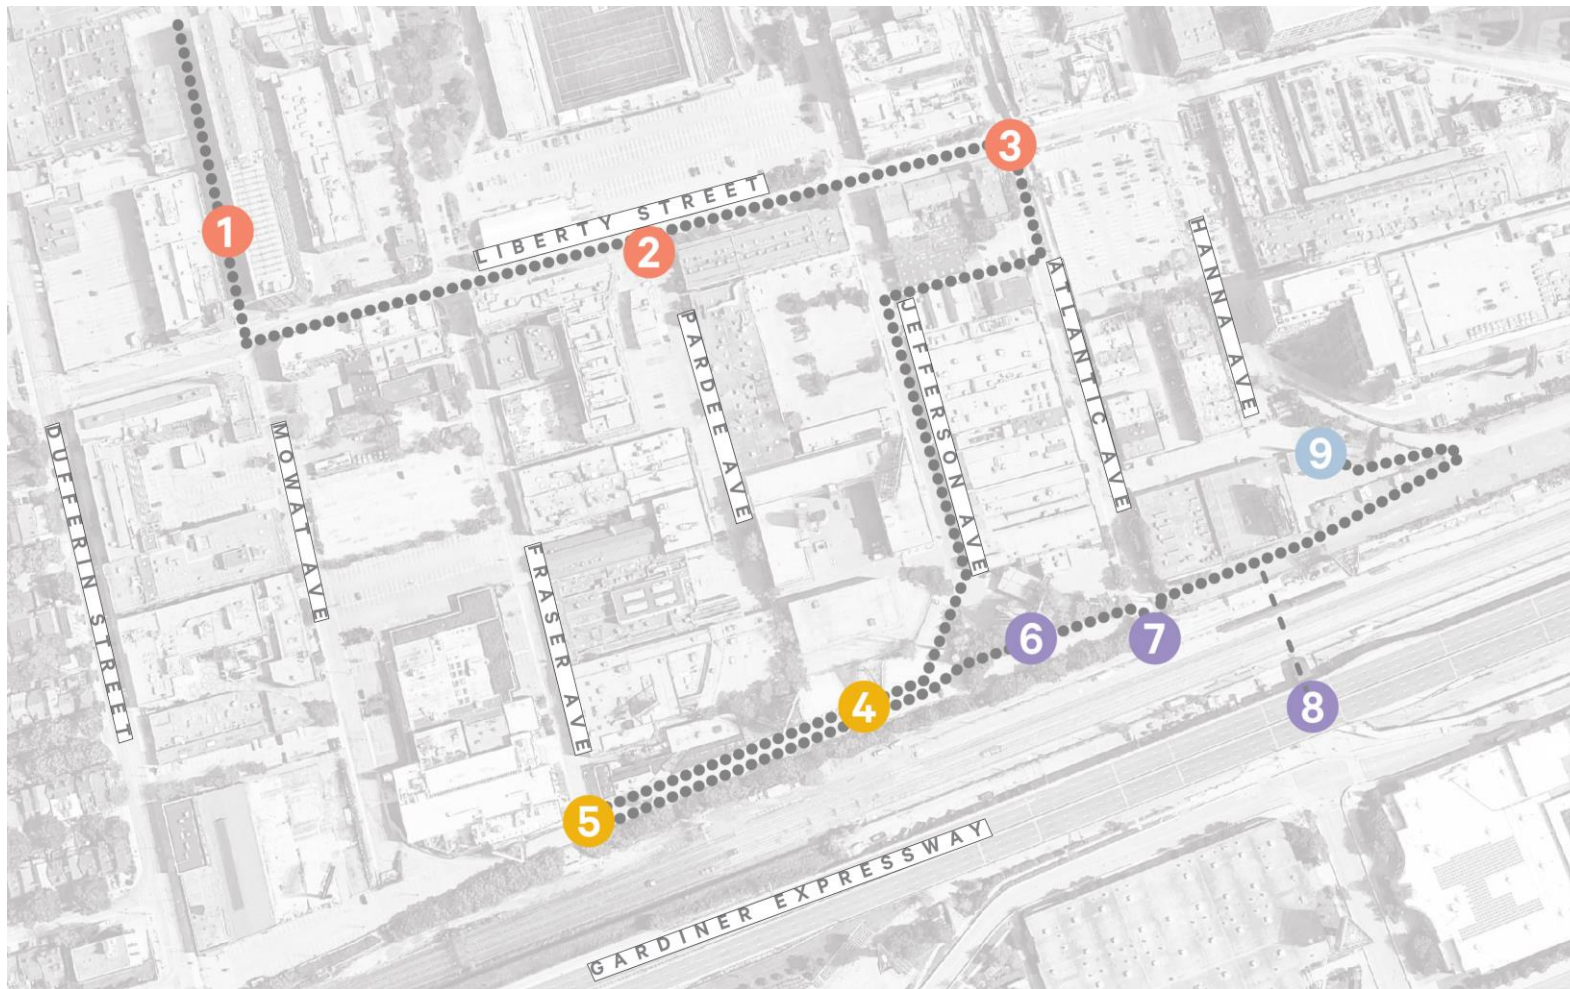 3
LIBERTY STREET
1
2
HANNA AVE
ATLANTIC AVE
JEFFERSON AVE
PARDEE AVE
DUFFERIN STREET
MOWAT AVE
9
FRASER AVE
6
7
4
8
5
GARDINER EXPRESSWAY